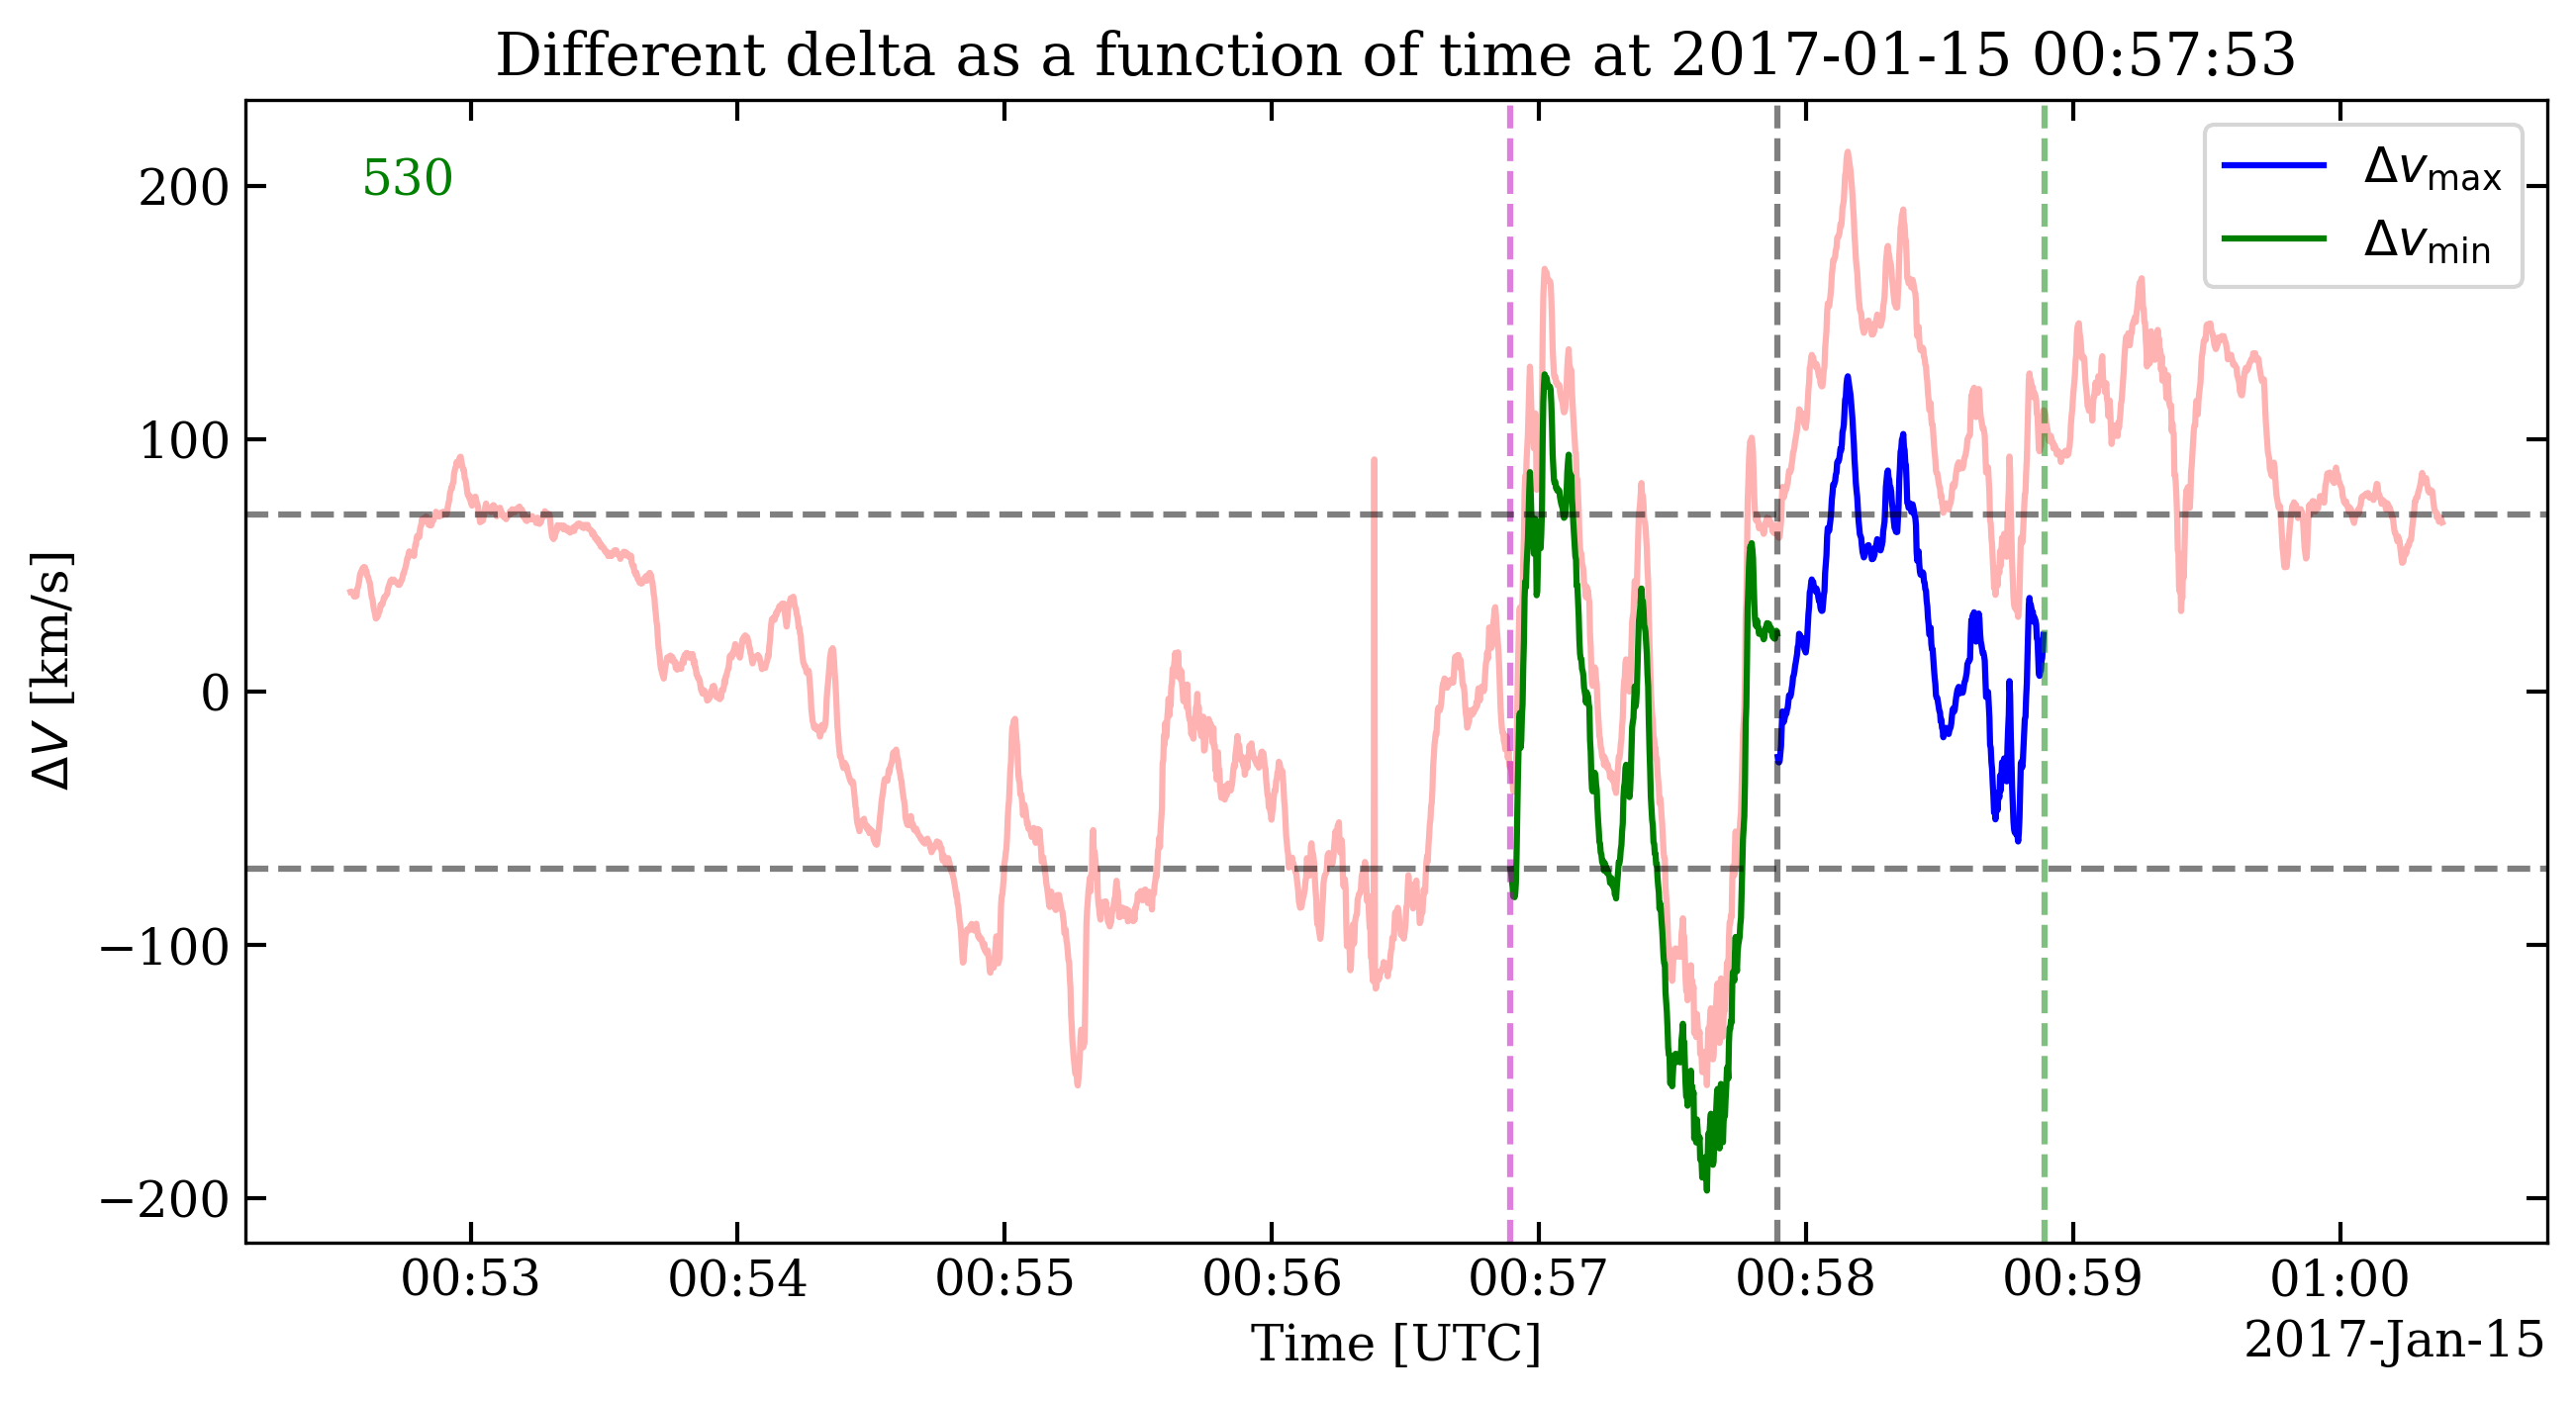 Different delta as a function of time at 2017-01-15 00:57:53
530
Δv_max
Δv_min
ΔV [km/s]
200
100
0
−100
−200
00:53 00:54 00:55 00:56 00:57 00:58 00:59 01:00
Time [UTC]
2017-Jan-15